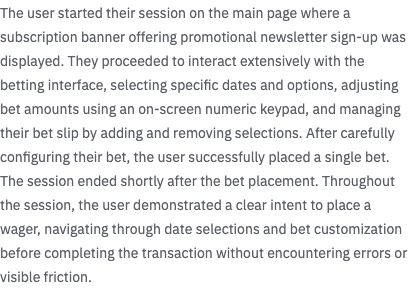 The user started their session on the main page where a
subscription banner offering promotional newsletter sign-up was
displayed. They proceeded to interact extensively with the
betting interface, selecting specific dates and options, adjusting
bet amounts using an on-screen numeric keypad, and managing
their bet slip by adding and removing selections. After carefully
configuring their bet, the user successfully placed a single bet.
The session ended shortly after the bet placement. Throughout
the session, the user demonstrated a clear intent to place a
wager, navigating through date selections and bet customization
before completing the transaction without encountering errors or
visible friction.